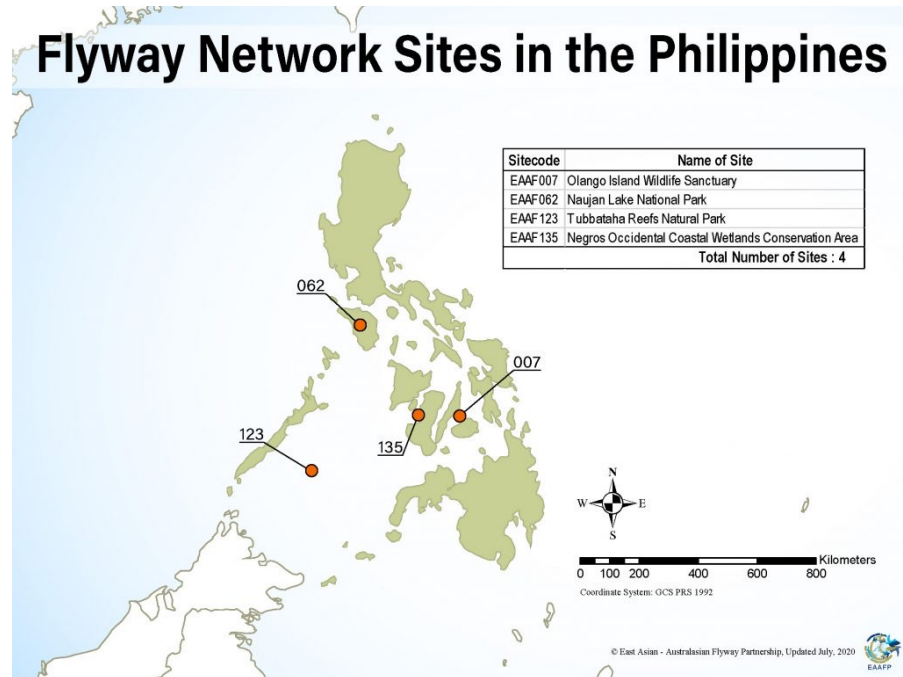 Flyway Network Sites in the Philippines
Sitecode Name of Site
EAAF007 Olango Island Wildlife Sanctuary
EAAF062 Naujan Lake National Park
EAAF123 Tubbataha Reefs Natural Park
EAAF135 Negros Occidental Coastal Wetlands Conservation Area
Total Number of Sites : 4
062
007
123
135
N
W E
S
Kilometers
0 100 200 400 600 800
Coordinate System: GCS PRS 1992
© East Asian - Australasian Flyway Partnership, Updated July, 2020
EAAFP